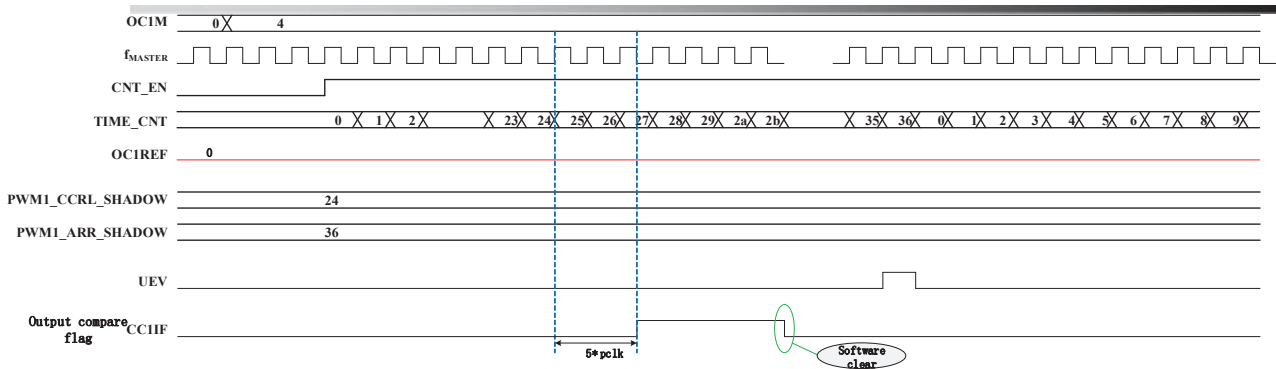 OC1M 0 4
fMASTER
CNT_EN
TIME_CNT 0 1 2 23 24 25 26 27 28 29 2a 2b 35 36 0 1 2 3 4 5 6 7 8 9
OC1REF 0
PWM1_CCRL_SHADOW 24
PWM1_ARR_SHADOW 36
UEV
Output compare
flag
CC1IF
5*pclk
Software
clear